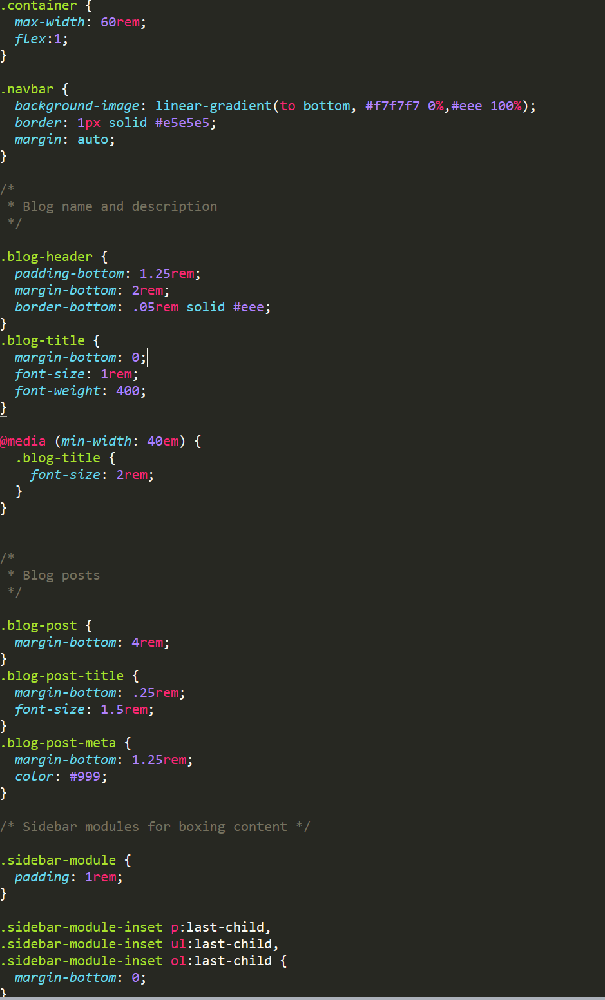 .container {
  max-width: 60rem;
  flex:1;
}

.navbar {
  background-image: linear-gradient(to bottom, #f7f7f7 0%,#eee 100%);
  border: 1px solid #e5e5e5;
  margin: auto;
}

/*
 * Blog name and description
 */

.blog-header {
  padding-bottom: 1.25rem;
  margin-bottom: 2rem;
  border-bottom: .05rem solid #eee;
}
.blog-title {
  margin-bottom: 0;
  font-size: 1rem;
  font-weight: 400;
}

@media (min-width: 40em) {
  .blog-title {
    font-size: 2rem;
  }
}


/*
 * Blog posts
 */

.blog-post {
  margin-bottom: 4rem;
}
.blog-post-title {
  margin-bottom: .25rem;
  font-size: 1.5rem;
}
.blog-post-meta {
  margin-bottom: 1.25rem;
  color: #999;
}

/* Sidebar modules for boxing content */

.sidebar-module {
  padding: 1rem;
}

.sidebar-module-inset p:last-child,
.sidebar-module-inset ul:last-child,
.sidebar-module-inset ol:last-child {
  margin-bottom: 0;
}